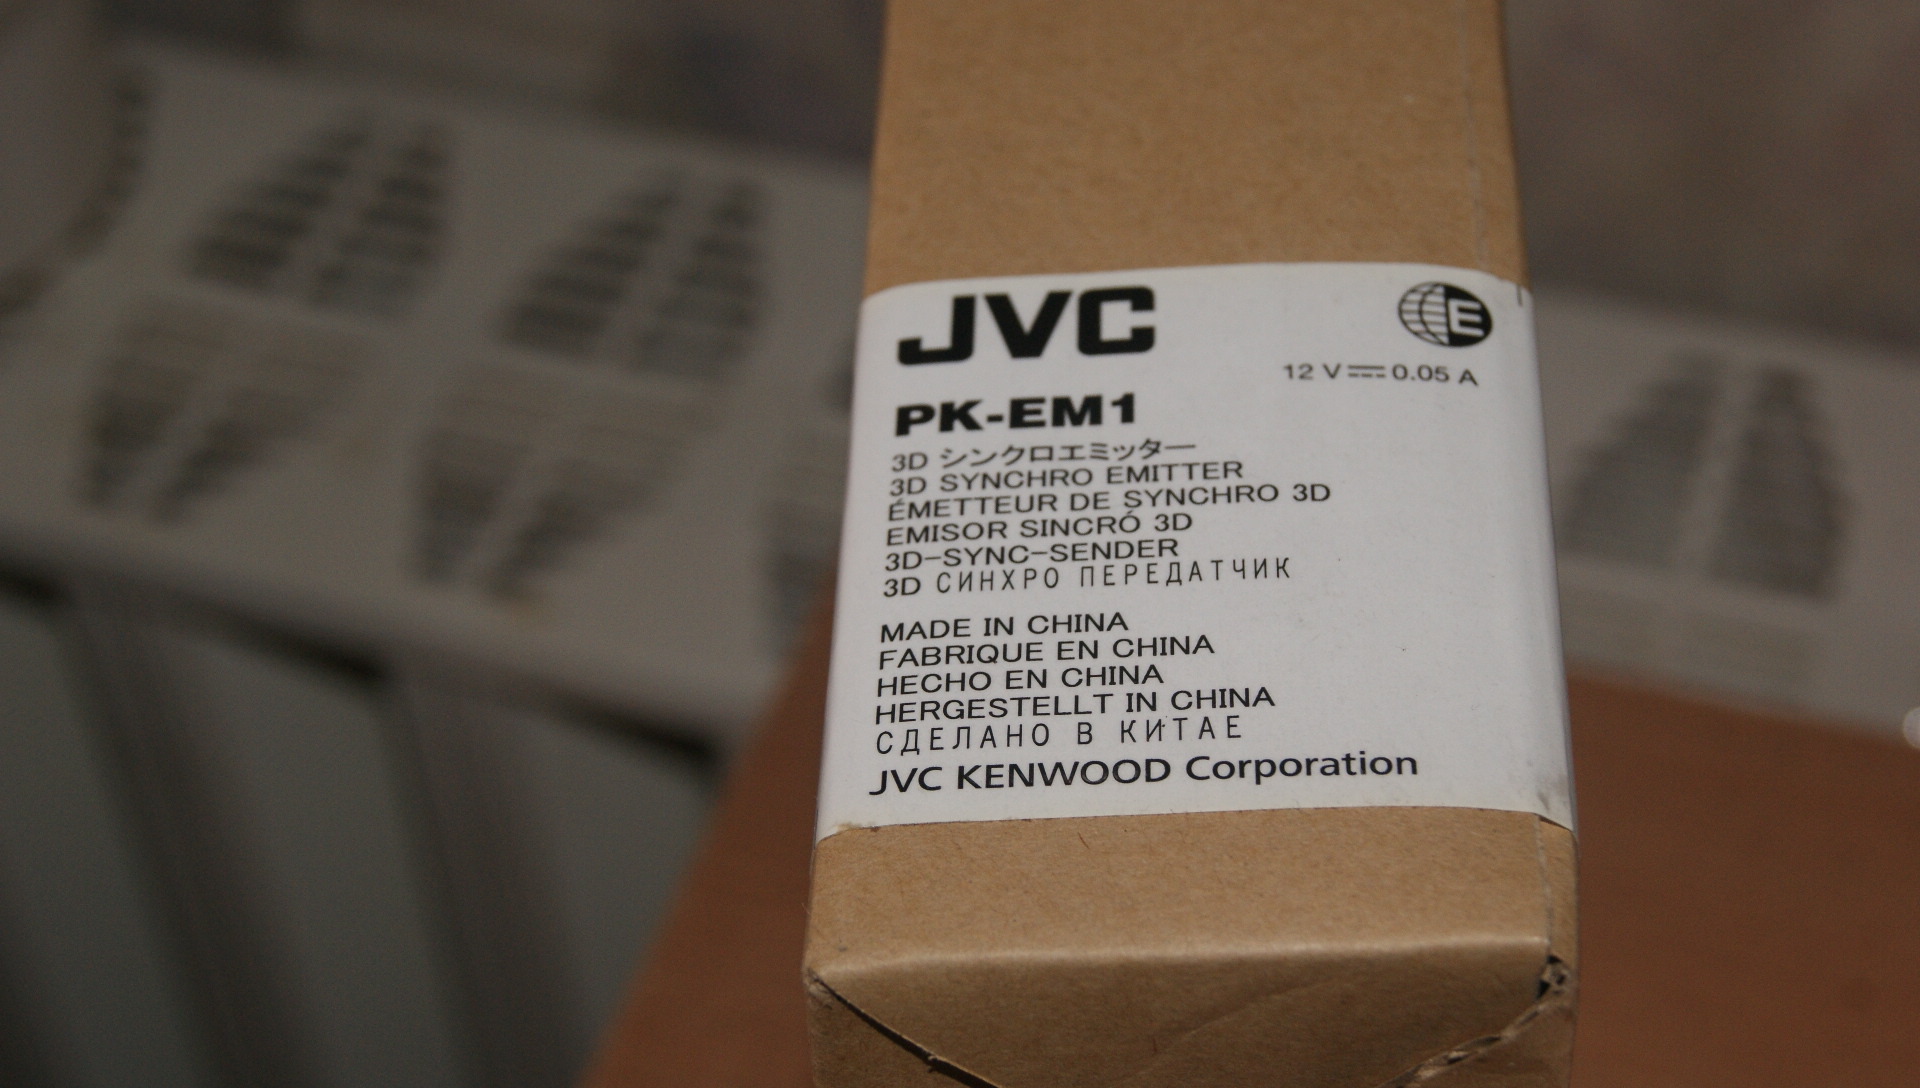 JVC
E
12 V⎓0.05 A
PK-EM1
3D シンクロエミッター
3D SYNCHRO EMITTER
ÉMETTEUR DE SYNCHRO 3D
EMISOR SINCRÓ 3D
3D-SYNC-SENDER
3D СИНХРО ПЕРЕДАТЧИК
MADE IN CHINA
FABRIQUE EN CHINA
HECHO EN CHINA
HERGESTELLT IN CHINA
СДЕЛАНО В КИТАЕ
JVC KENWOOD Corporation